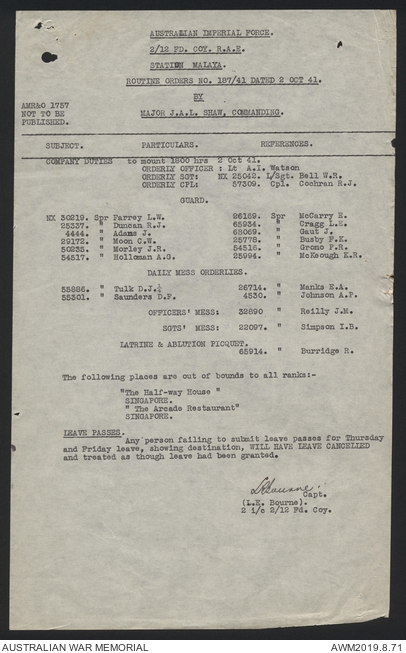 AUSTRALIAN IMPERIAL FORCE.
2/12 FD. COY. R.A.E.
STATION MALAYA.
ROUTINE ORDERS NO. 187/41 DATED 2 OCT 41.
BY
AMR&O 1757
NOT TO BE
PUBLISHED.
MAJOR J.A.L. SHAW, COMMANDING.
SUBJECT. PARTICULARS. REFERENCES.
COMPANY DUTIES to mount 1800 hrs 2 Oct 41.
ORDERLY OFFICER : Lt A.I. Watson
ORDERLY SGT: NX 25042. L/Sgt. Bell W.R.
ORDERLY CPL: 57309. Cpl. Cochran R.J.
GUARD.
NX 30219. Spr Farrey L.W. 26169. Spr McCarry E.
25337. " Duncan R.J. 65934. " Cragg L.E.
4444. " Adams J. 68069. " Gaut J.
29172. " Moon C.W. 25778. " Busby F.K.
50235. " Morley J.R. 54516. " Grono P.R.
54517. " Holloman A.G. 25994. " McKeough K.R.
DAILY MESS ORDERLIES.
55886. " Tulk D.J. 26714. " Manks E.A.
55301. " Saunders D.F. 4530. " Johnson A.P.
OFFICERS' MESS: 32890 " Reilly J.M.
SGTS' MESS: 22097. " Simpson I.B.
LATRINE & ABLUTION PICQUET.
65914. " Burridge R.
The following places are out of bounds to all ranks:-
"The Half-way House "
SINGAPORE.
" The Arcade Restaurant"
SINGAPORE.
LEAVE PASSES.
Any person failing to submit leave passes for Thursday
and Friday leave, showing destination, WILL HAVE LEAVE CANCELLED
and treated as though leave had been granted.
LEBourne. Capt.
(L.E. Bourne).
2 i/c 2/12 Fd. Coy.
AUSTRALIAN WAR MEMORIAL AWM2019.8.71